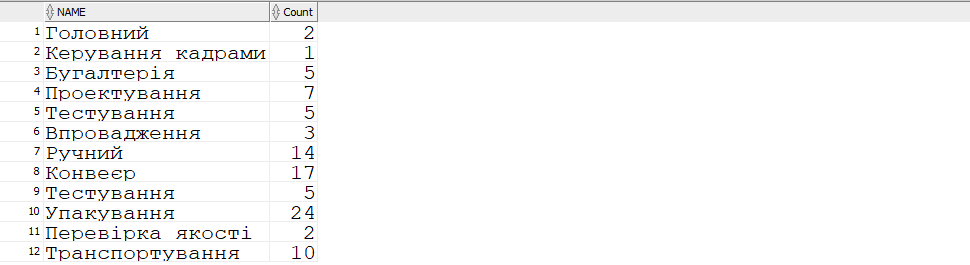 NAME Count
1 Головний 2
2 Керування кадрами 1
3 Бугалтерія 5
4 Проектування 7
5 Тестування 5
6 Впровадження 3
7 Ручний 14
8 Конвеєр 17
9 Тестування 5
10 Упакування 24
11 Перевірка якості 2
12 Транспортування 10